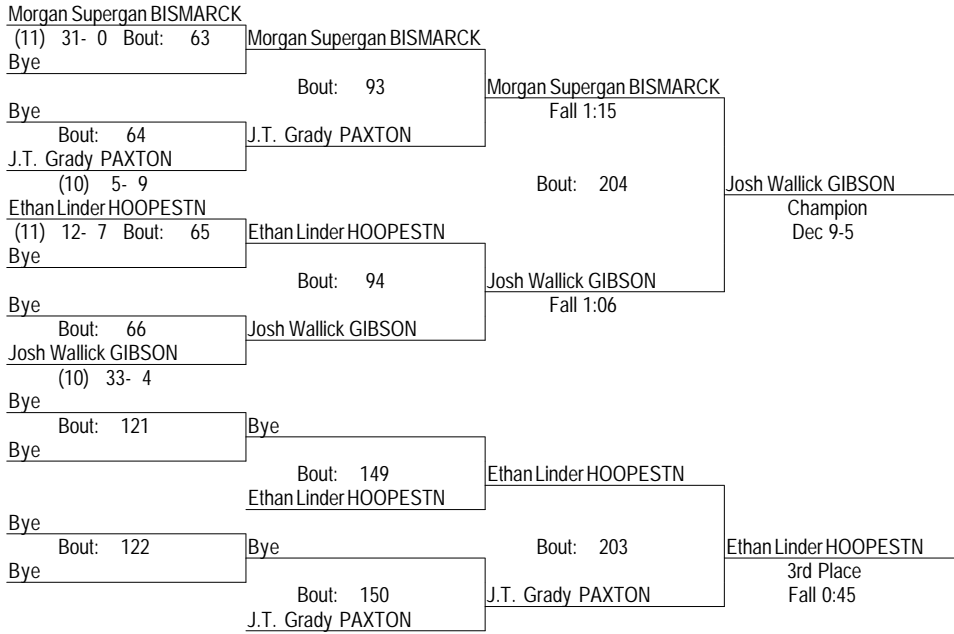 Morgan Supergan BISMARCK
(11) 31- 0 Bout: 63
Morgan Supergan BISMARCK
Bye
Bout: 93
Morgan Supergan BISMARCK
Bye
Fall 1:15
Bout: 64
J.T. Grady PAXTON
J.T. Grady PAXTON
(10) 5- 9
Bout: 204
Josh Wallick GIBSON
Ethan Linder HOOPESTN
Champion
(11) 12- 7 Bout: 65
Ethan Linder HOOPESTN
Dec 9-5
Bye
Bout: 94
Josh Wallick GIBSON
Bye
Fall 1:06
Bout: 66
Josh Wallick GIBSON
Josh Wallick GIBSON
(10) 33- 4
Bye
Bout: 121
Bye
Bye
Bout: 149
Ethan Linder HOOPESTN
Ethan Linder HOOPESTN
Bye
Bout: 122
Bye
Bout: 203
Ethan Linder HOOPESTN
Bye
3rd Place
Bout: 150
J.T. Grady PAXTON
Fall 0:45
J.T. Grady PAXTON